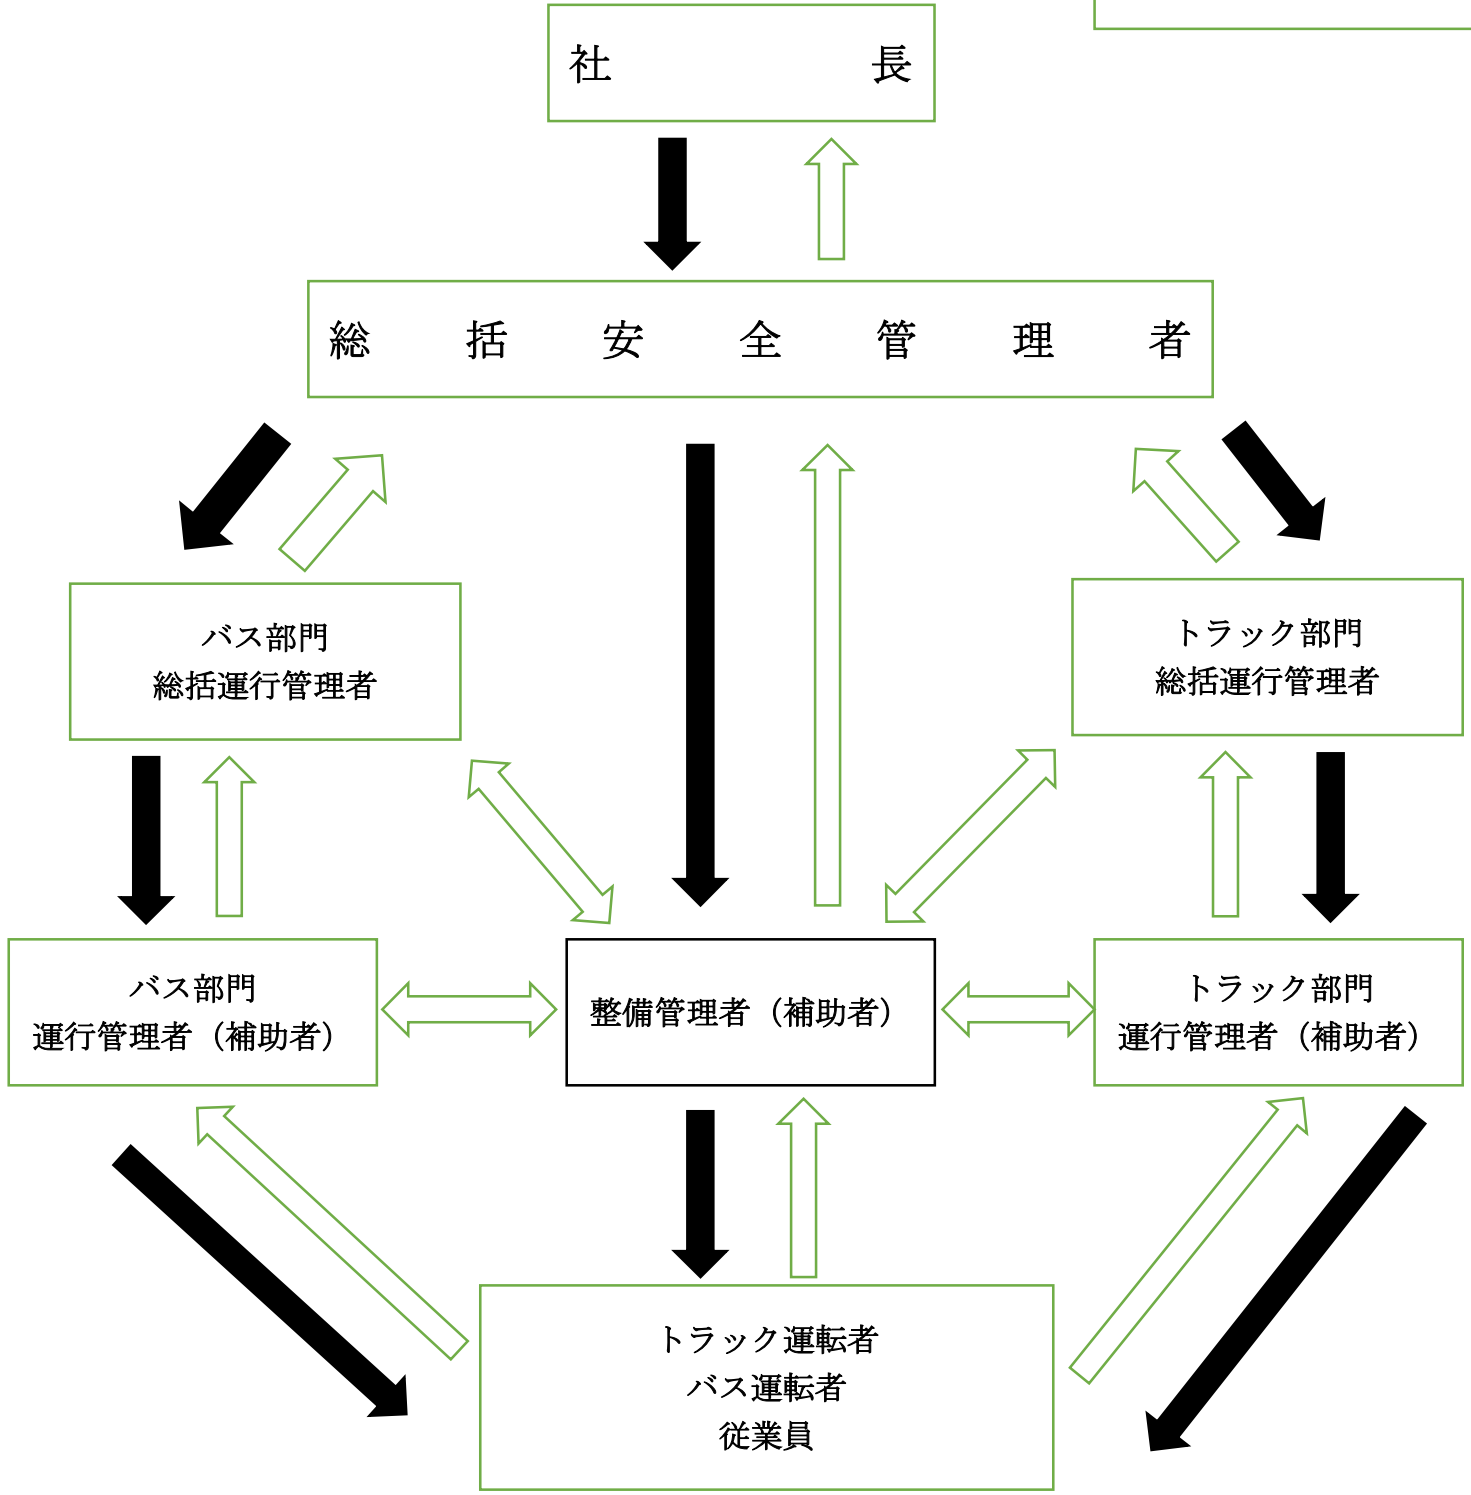 社長
総括安全管理者
バス部門
総括運行管理者
トラック部門
総括運行管理者
バス部門
運行管理者（補助者）
整備管理者（補助者）
トラック部門
運行管理者（補助者）
トラック運転者
バス運転者
従業員